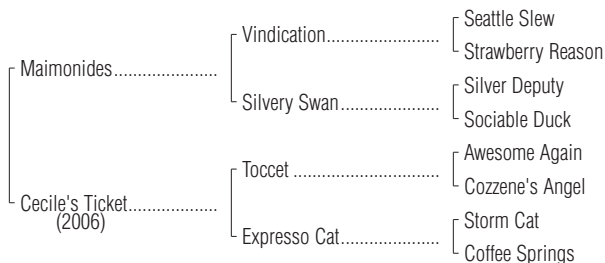 Seattle Slew
Vindication
Strawberry Reason
Maimonides
Silver Deputy
Silvery Swan
Sociable Duck
Awesome Again
Toccet
Cozzene's Angel
Cecile's Ticket
(2006)
Storm Cat
Expresso Cat
Coffee Springs